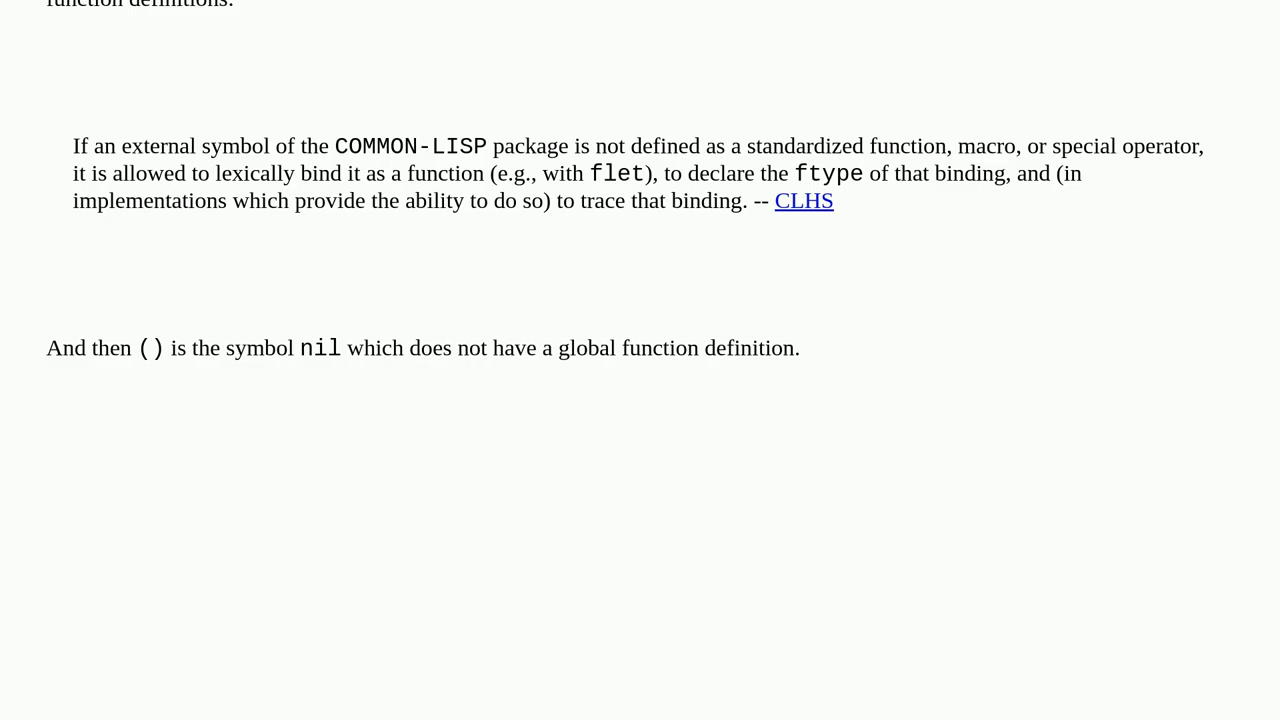 function definitions.
If an external symbol of the COMMON-LISP package is not defined as a standardized function, macro, or special operator,
it is allowed to lexically bind it as a function (e.g., with flet), to declare the ftype of that binding, and (in
implementations which provide the ability to do so) to trace that binding. -- CLHS
And then () is the symbol nil which does not have a global function definition.